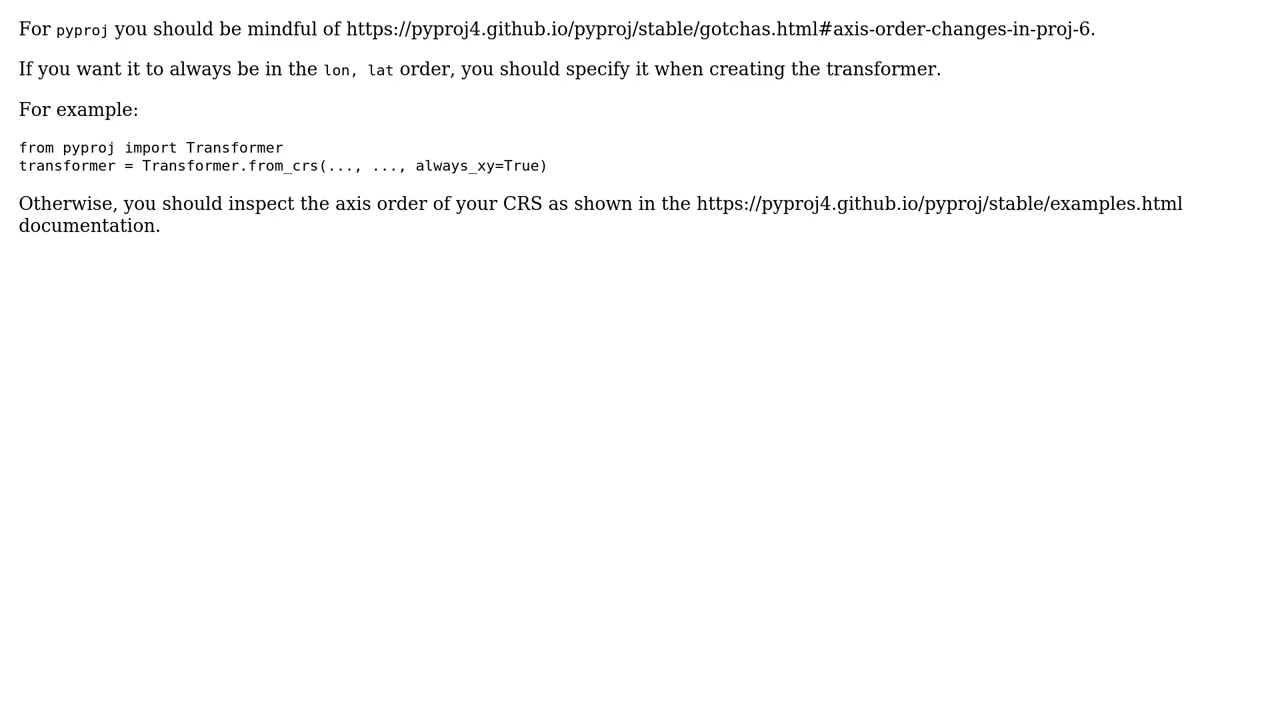 For pyproj you should be mindful of https://pyproj4.github.io/pyproj/stable/gotchas.html#axis-order-changes-in-proj-6.
If you want it to always be in the lon, lat order, you should specify it when creating the transformer.
For example:
from pyproj import Transformer
transformer = Transformer.from_crs(..., ..., always_xy=True)
Otherwise, you should inspect the axis order of your CRS as shown in the https://pyproj4.github.io/pyproj/stable/examples.html
documentation.